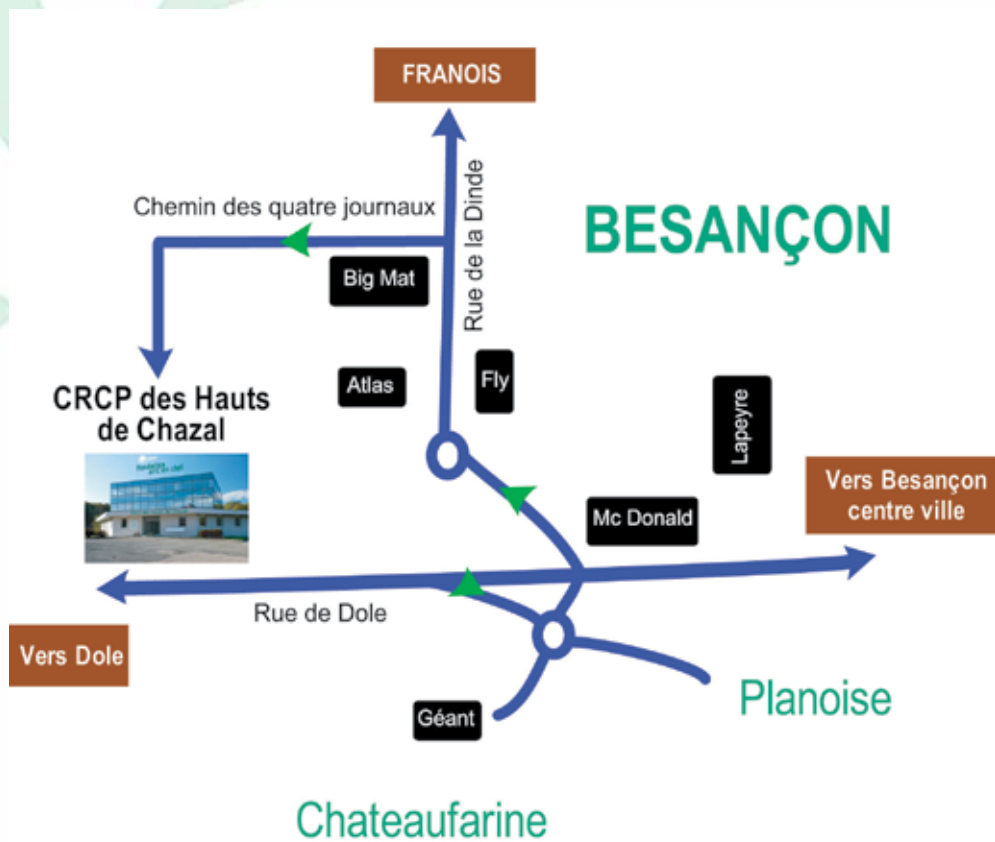 FRANOIS
Chemin des quatre journaux
Rue de la Dinde
BESANÇON
Big Mat
Atlas
Fly
CRCP des Hauts
de Chazal
Lapeyre
Vers Besançon
centre ville
Mc Donald
Rue de Dole
Vers Dole
Géant
Planoise
Chateaufarine